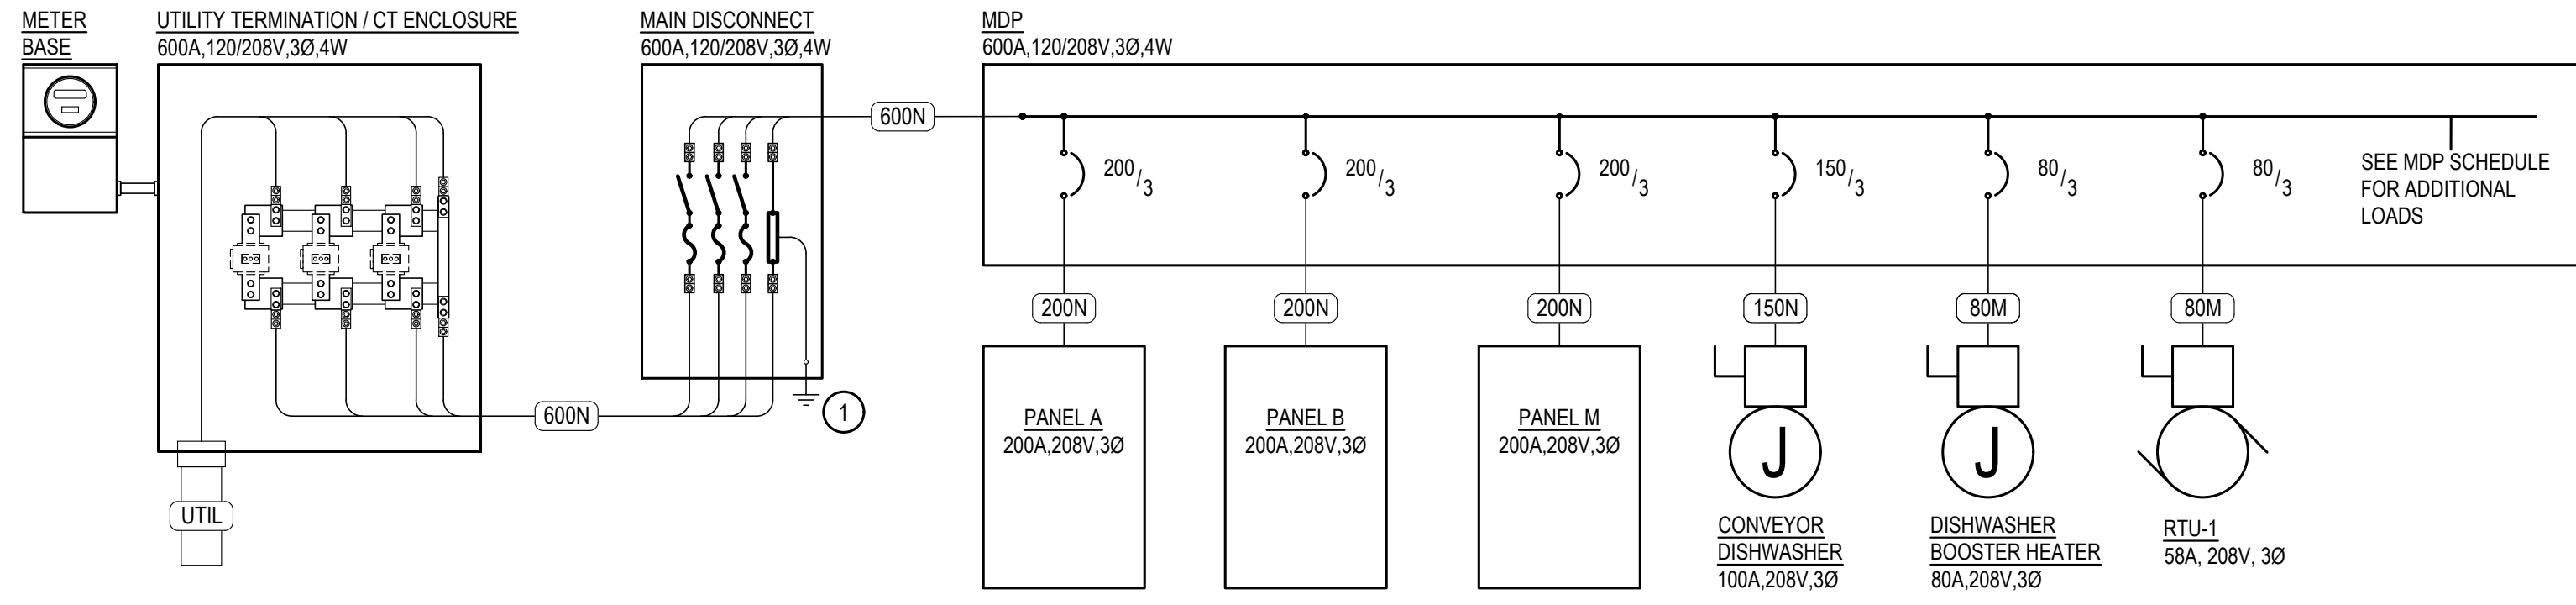 METER
BASE
UTILITY TERMINATION / CT ENCLOSURE
600A,120/208V,3Ø,4W
MAIN DISCONNECT
600A,120/208V,3Ø,4W
MDP
600A,120/208V,3Ø,4W
600N
200/3
200/3
200/3
150/3
80/3
80/3
SEE MDP SCHEDULE
FOR ADDITIONAL
LOADS
200N
200N
200N
150N
80M
80M
600N
1
UTIL
PANEL A
200A,208V,3Ø
PANEL B
200A,208V,3Ø
PANEL M
200A,208V,3Ø
J
J
CONVEYOR
DISHWASHER
100A,208V,3Ø
DISHWASHER
BOOSTER HEATER
80A,208V,3Ø
RTU-1
58A, 208V, 3Ø